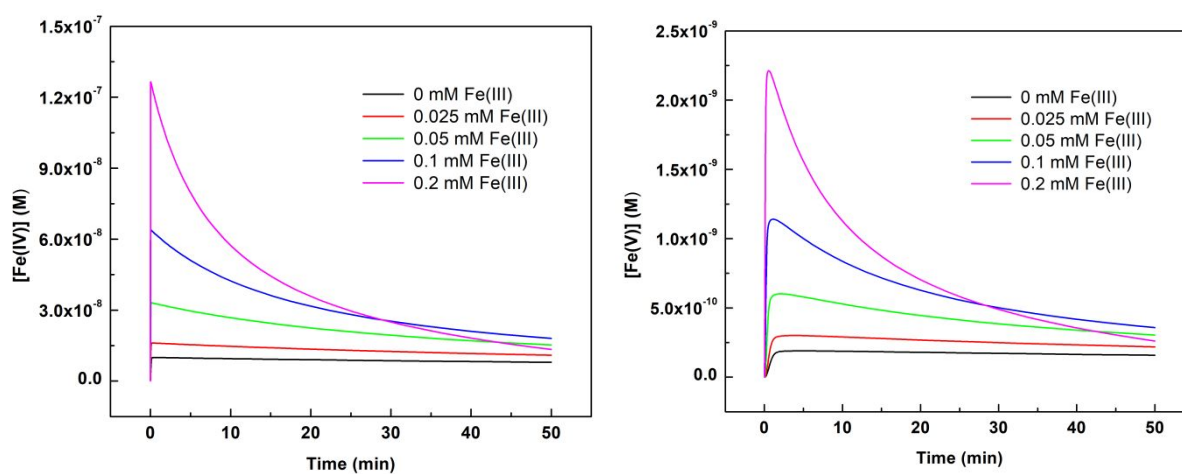 1.5x10⁻⁷
1.2x10⁻⁷
9.0x10⁻⁸
6.0x10⁻⁸
3.0x10⁻⁸
0.0
[Fe(IV)] (M)
0 mM Fe(III)
0.025 mM Fe(III)
0.05 mM Fe(III)
0.1 mM Fe(III)
0.2 mM Fe(III)
0 10 20 30 40 50
Time (min)
2.5x10⁻⁹
2.0x10⁻⁹
1.5x10⁻⁹
1.0x10⁻⁹
5.0x10⁻¹⁰
0.0
[Fe(V)] (M)
0 mM Fe(III)
0.025 mM Fe(III)
0.05 mM Fe(III)
0.1 mM Fe(III)
0.2 mM Fe(III)
0 10 20 30 40 50
Time (min)